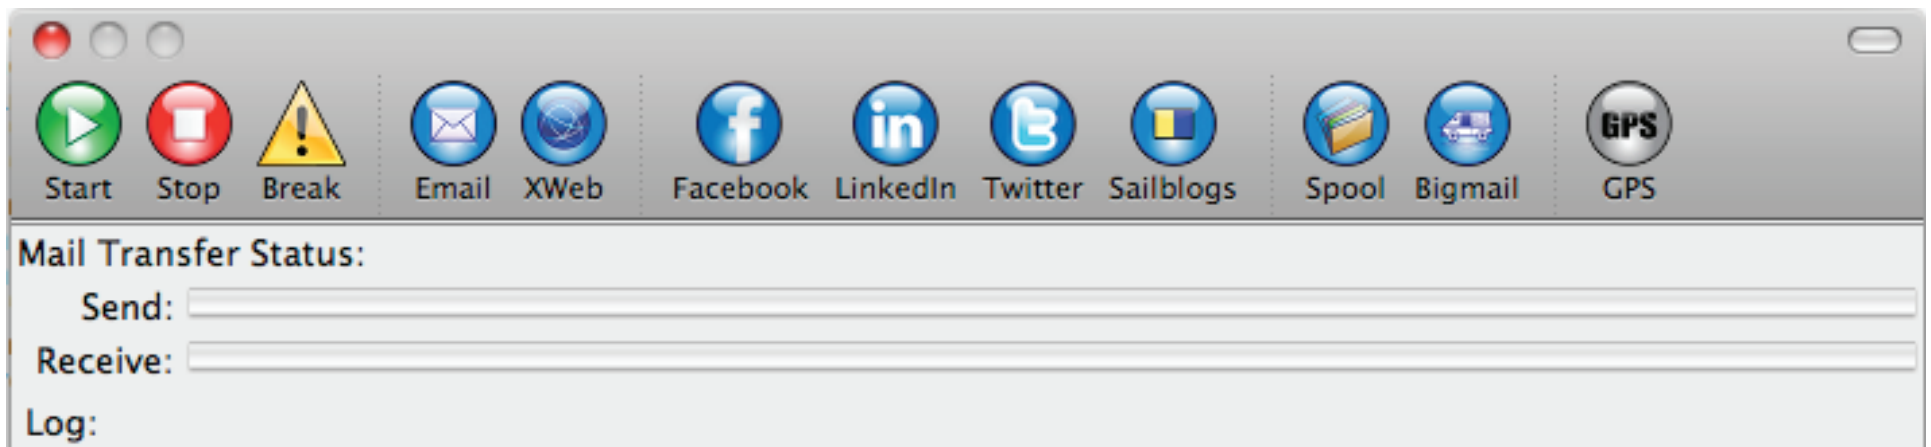 GPS
Start Stop Break Email XWeb Facebook LinkedIn Twitter Sailblogs Spool Bigmail GPS
Mail Transfer Status:
Send:
Receive:
Log: